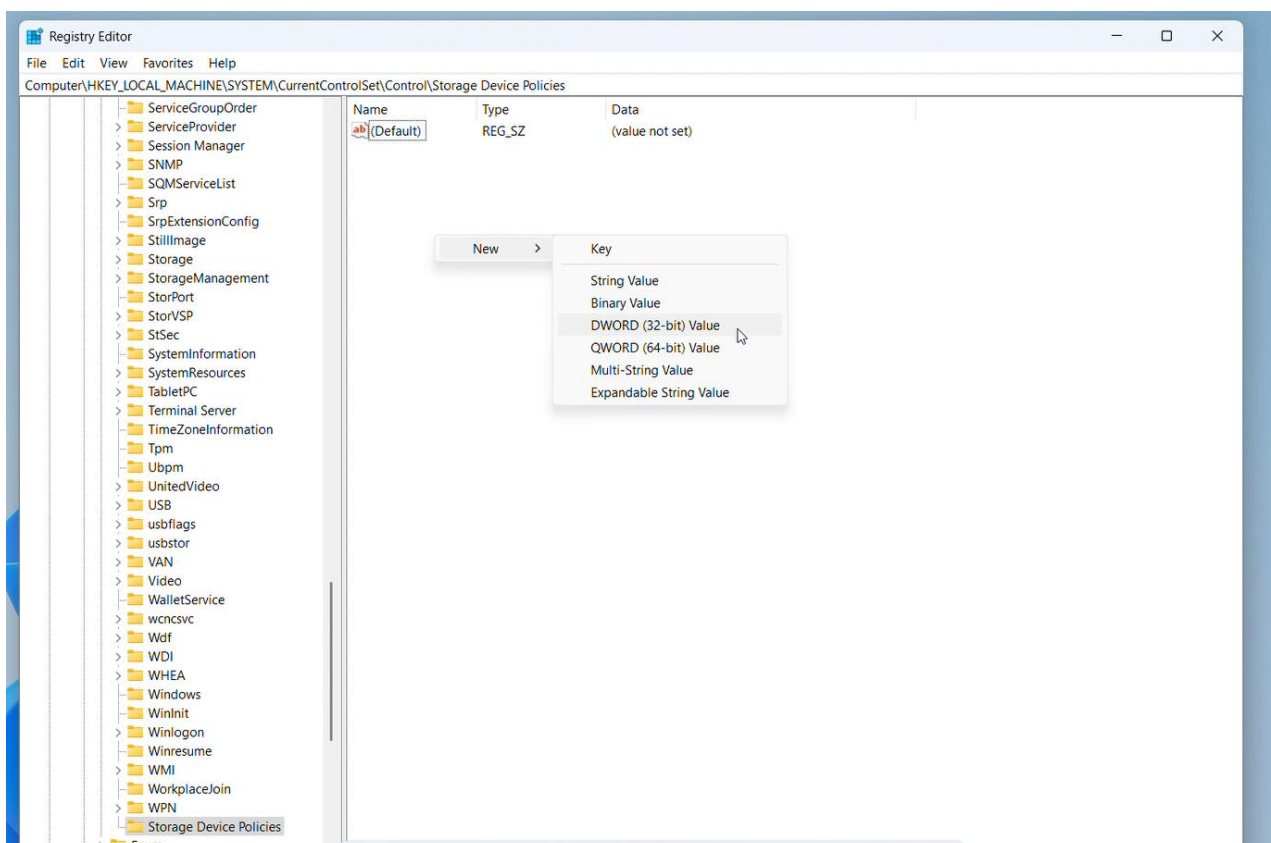 Registry Editor
File Edit View Favorites Help
Computer\HKEY_LOCAL_MACHINE\SYSTEM\CurrentControlSet\Control\Storage Device Policies
ServiceGroupOrder
ServiceProvider
Session Manager
SNMP
SQMServiceList
Srp
SrpExtensionConfig
StillImage
Storage
StorageManagement
StorPort
StorVSP
StSec
SystemInformation
SystemResources
TabletPC
Terminal Server
TimeZoneInformation
Tpm
Ubpm
UnitedVideo
USB
usbflags
usbstor
VAN
Video
WalletService
wcncsvc
Wdf
WDI
WHEA
Windows
WinInit
Winlogon
Winresume
WMI
WorkplaceJoin
WPN
Storage Device Policies
Name Type Data
ab (Default) REG_SZ (value not set)
New > Key
String Value
Binary Value
DWORD (32-bit) Value
QWORD (64-bit) Value
Multi-String Value
Expandable String Value